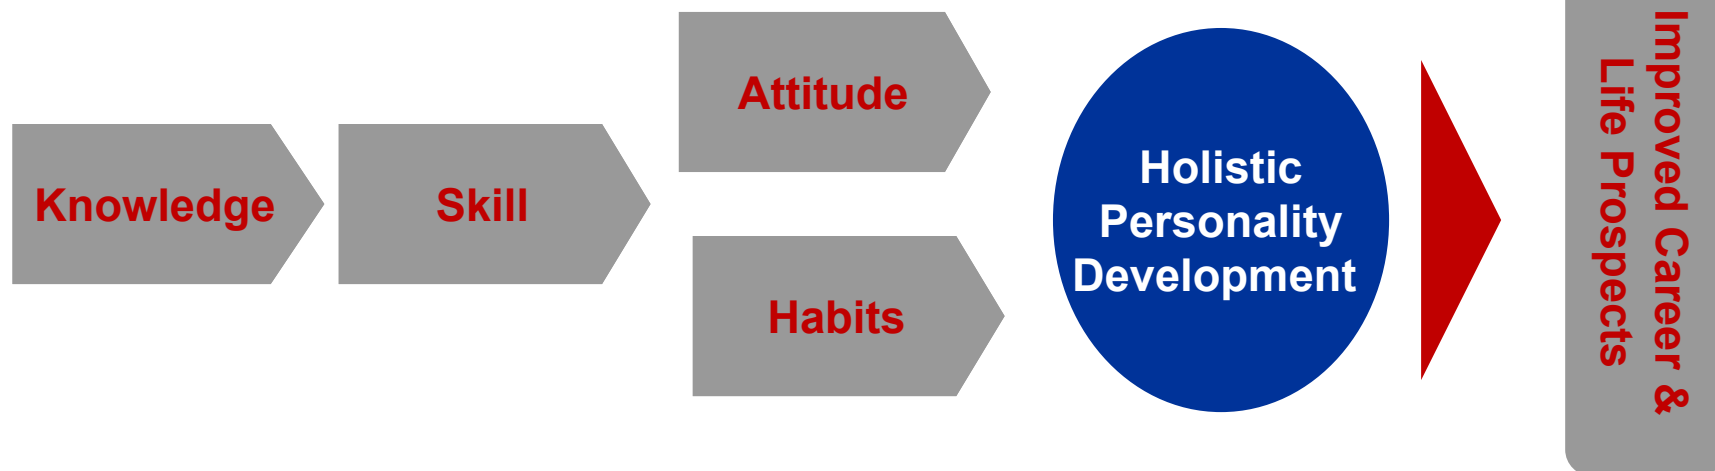 Knowledge
Skill
Attitude
Habits
Holistic
Personality
Development
Improved Career &
Life Prospects